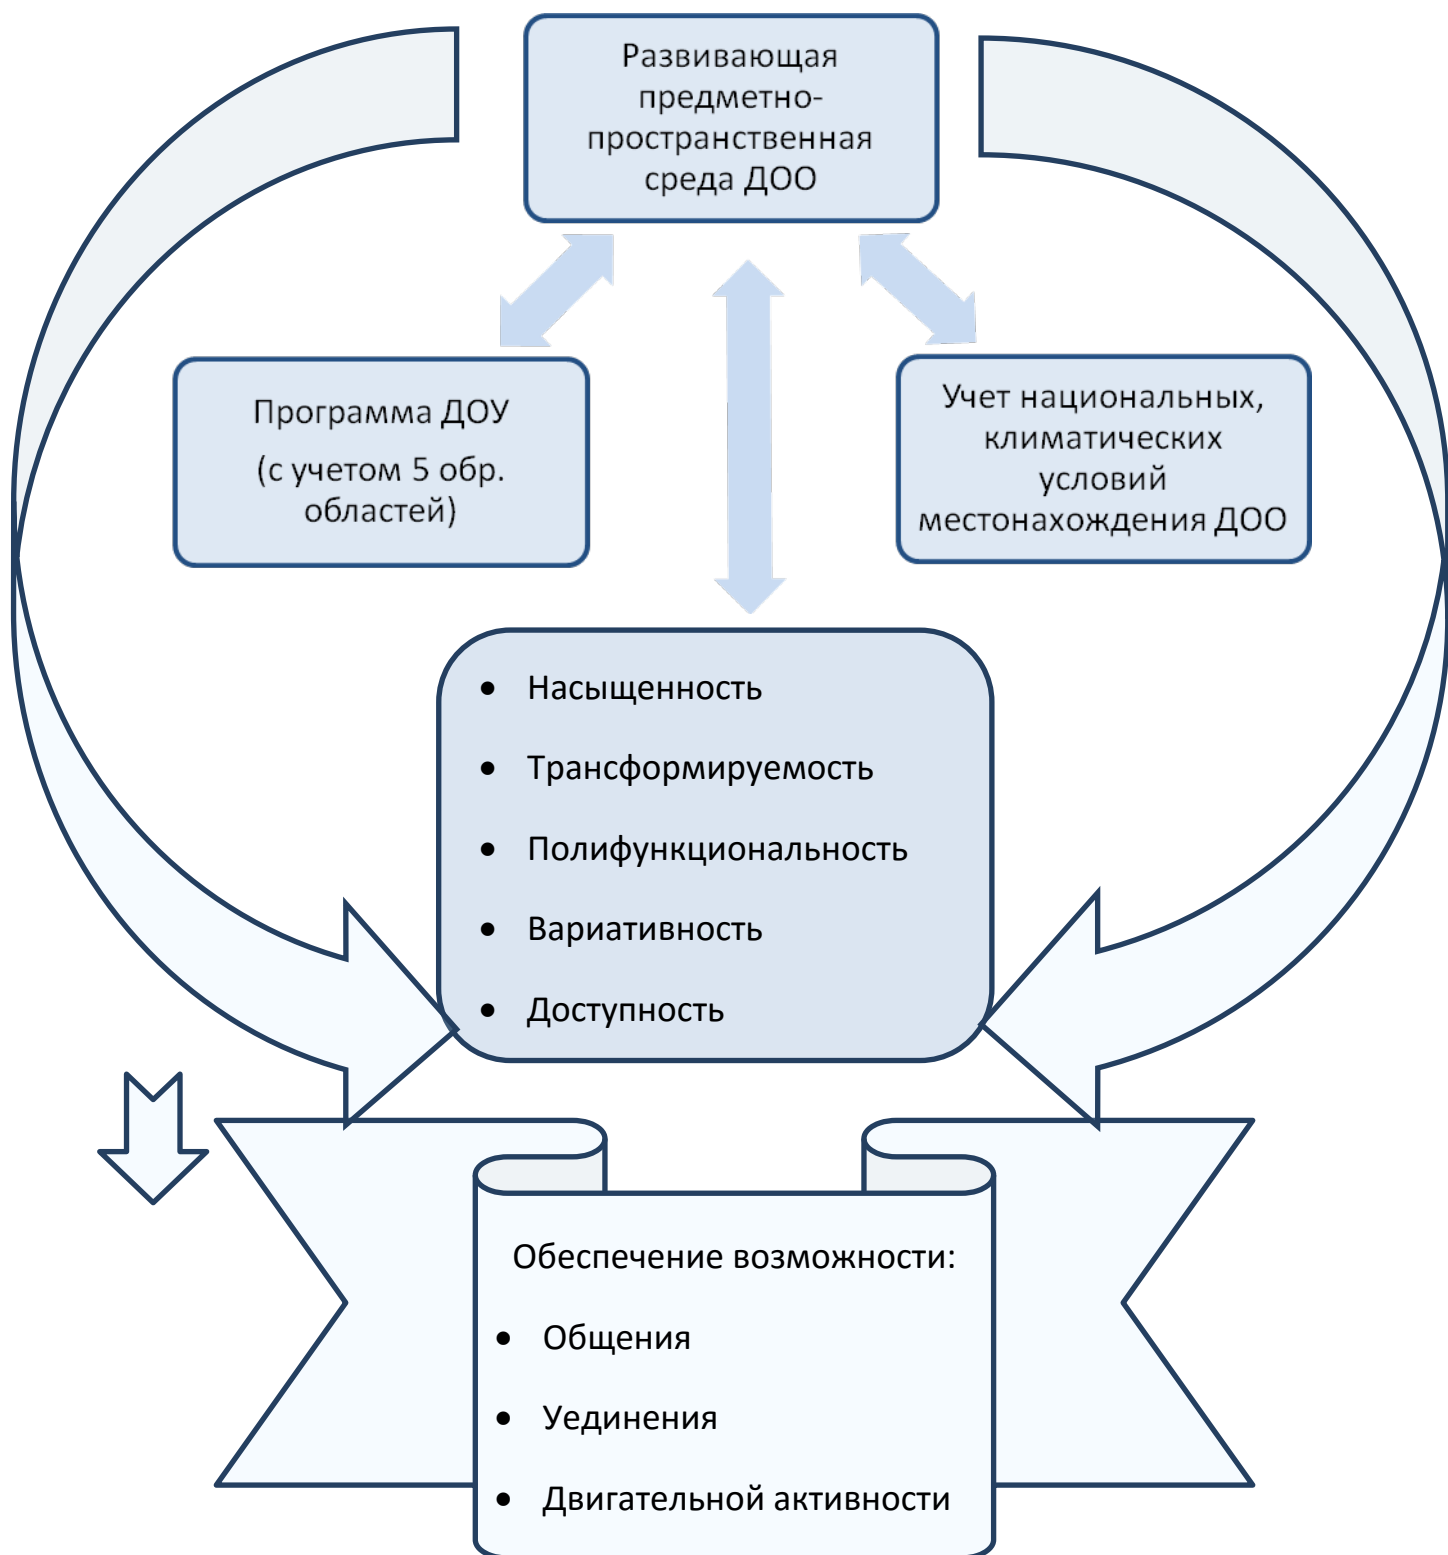 Развивающая
предметно-
пространственная
среда ДОО
Программа ДОУ
(с учетом 5 обр.
областей)
Учет национальных,
климатических
условий
местонахождения ДОО
• Насыщенность
• Трансформируемость
• Полифункциональность
• Вариативность
• Доступность
Обеспечение возможности:
• Общения
• Уединения
• Двигательной активности